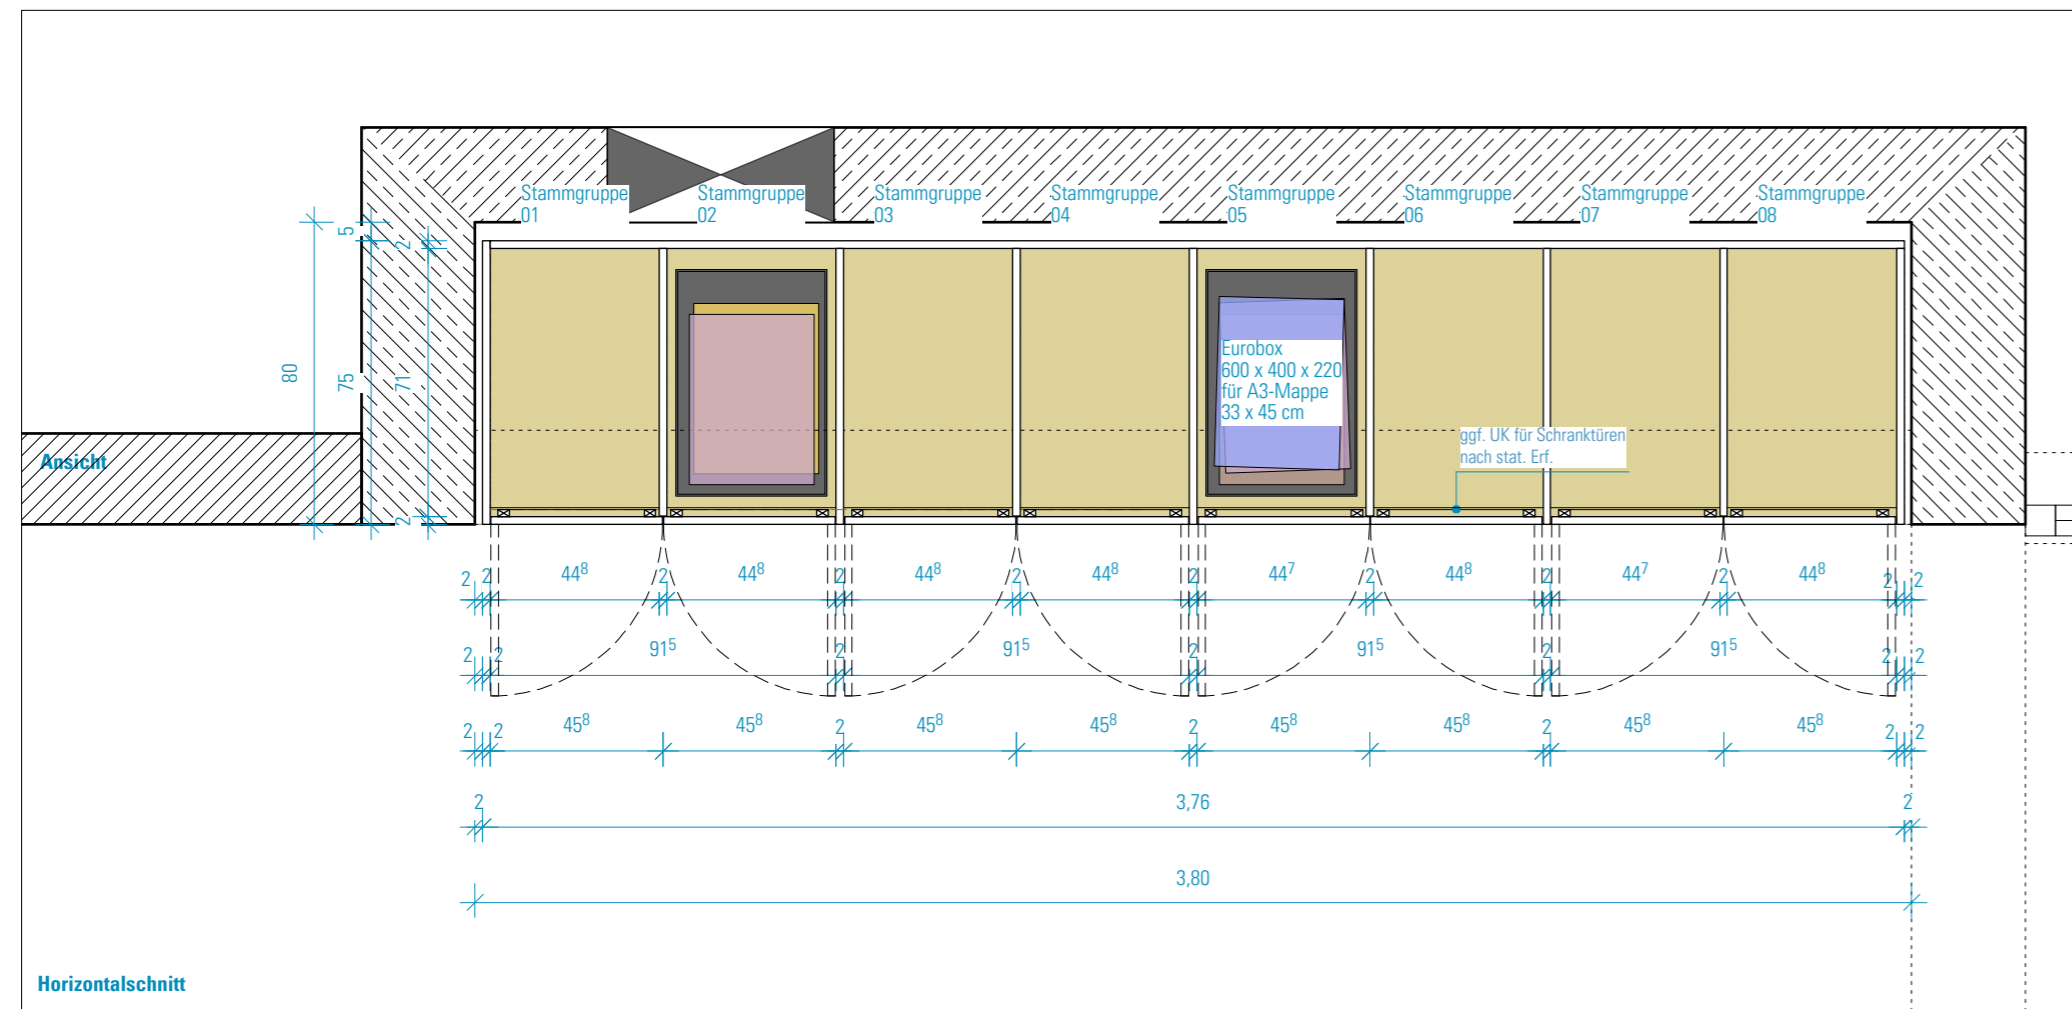 Stammgruppe
01
Stammgruppe
02
Stammgruppe
03
Stammgruppe
04
Stammgruppe
05
Stammgruppe
06
Stammgruppe
07
Stammgruppe
08
5
2
80
75
71
2
Eurobox
600 x 400 x 220
für A3-Mappe
33 x 45 cm
ggf. UK für Schranktüren
nach stat. Erf.
Ansicht
2 2 44⁸ 2 44⁸ 2 44⁸ 2 44⁸ 2 44⁷ 2 44⁸ 2 44⁷ 2 44⁸ 2 2
2 2 91⁵ 2 91⁵ 2 91⁵ 2 91⁵ 2 2
2 2 45⁸ 45⁸ 2 45⁸ 45⁸ 2 45⁸ 45⁸ 2 45⁸ 45⁸ 2 2
2 3,76 2
3,80
Horizontalschnitt